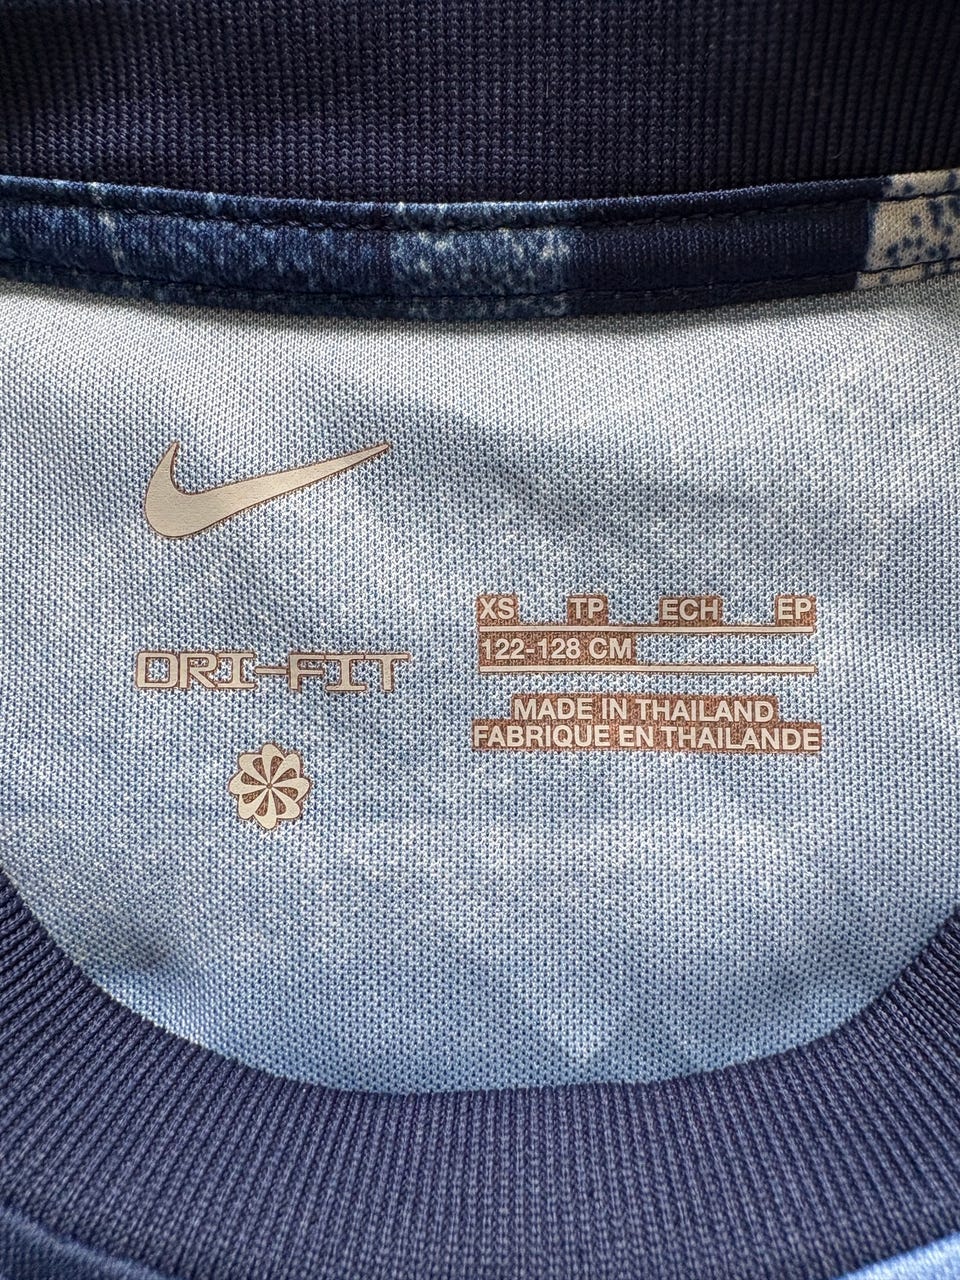 DRI-FIT
XS TP ECH EP
122-128 CM
MADE IN THAILAND
FABRIQUE EN THAILANDE